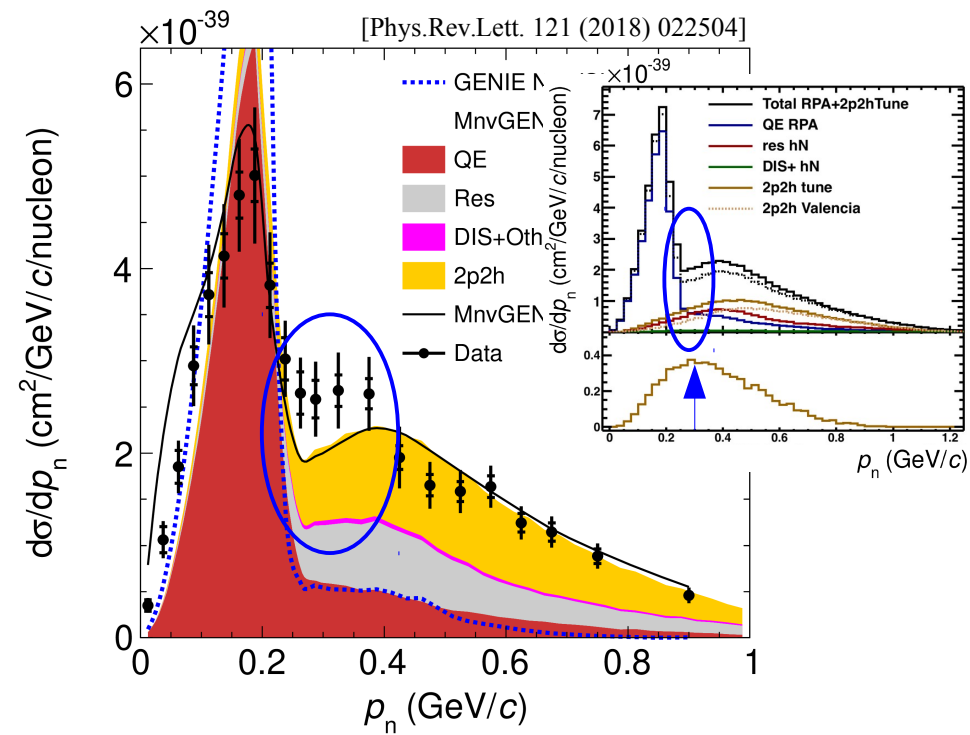 [Phys.Rev.Lett. 121 (2018) 022504]
×10⁻³⁹
dσ/dpₙ (cm²/GeV/c/nucleon)
6
4
2
0
0 0.2 0.4 0.6 0.8 1
pₙ (GeV/c)
GENIE N
MnvGEN
QE
Res
DIS+Oth
2p2h
MnvGEN
Data
×10⁻³⁹
dσ/dpₙ (cm²/GeV/c/nucleon)
7
6
5
4
3
2
1
Total RPA+2p2hTune
QE RPA
res hN
DIS+ hN
2p2h tune
2p2h Valencia
0.4
0.2
0
0 0.2 0.4 0.6 0.8 1.0 1.2
pₙ (GeV/c)